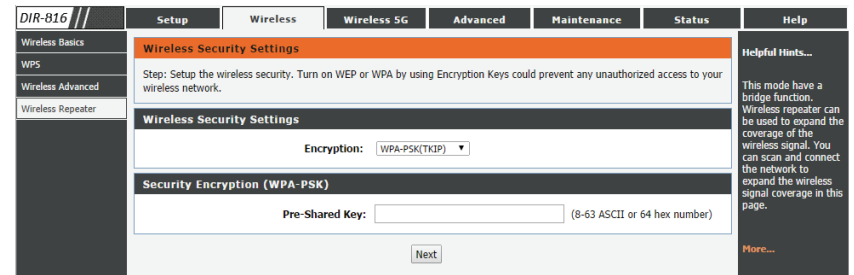 DIR-816
Setup
Wireless
Wireless 5G
Advanced
Maintenance
Status
Help
Wireless Basics
WPS
Wireless Advanced
Wireless Repeater
Wireless Security Settings
Step: Setup the wireless security. Turn on WEP or WPA by using Encryption Keys could prevent any unauthorized access to your
wireless network.
Wireless Security Settings
Encryption: WPA-PSK(TKIP)
Security Encryption (WPA-PSK)
Pre-Shared Key: (8-63 ASCII or 64 hex number)
Next
Helpful Hints...
This mode have a
bridge function.
Wireless repeater can
be used to expand the
coverage of the
wireless signal. You
can scan and connect
the network to
expand the wireless
signal coverage in this
page.
More...